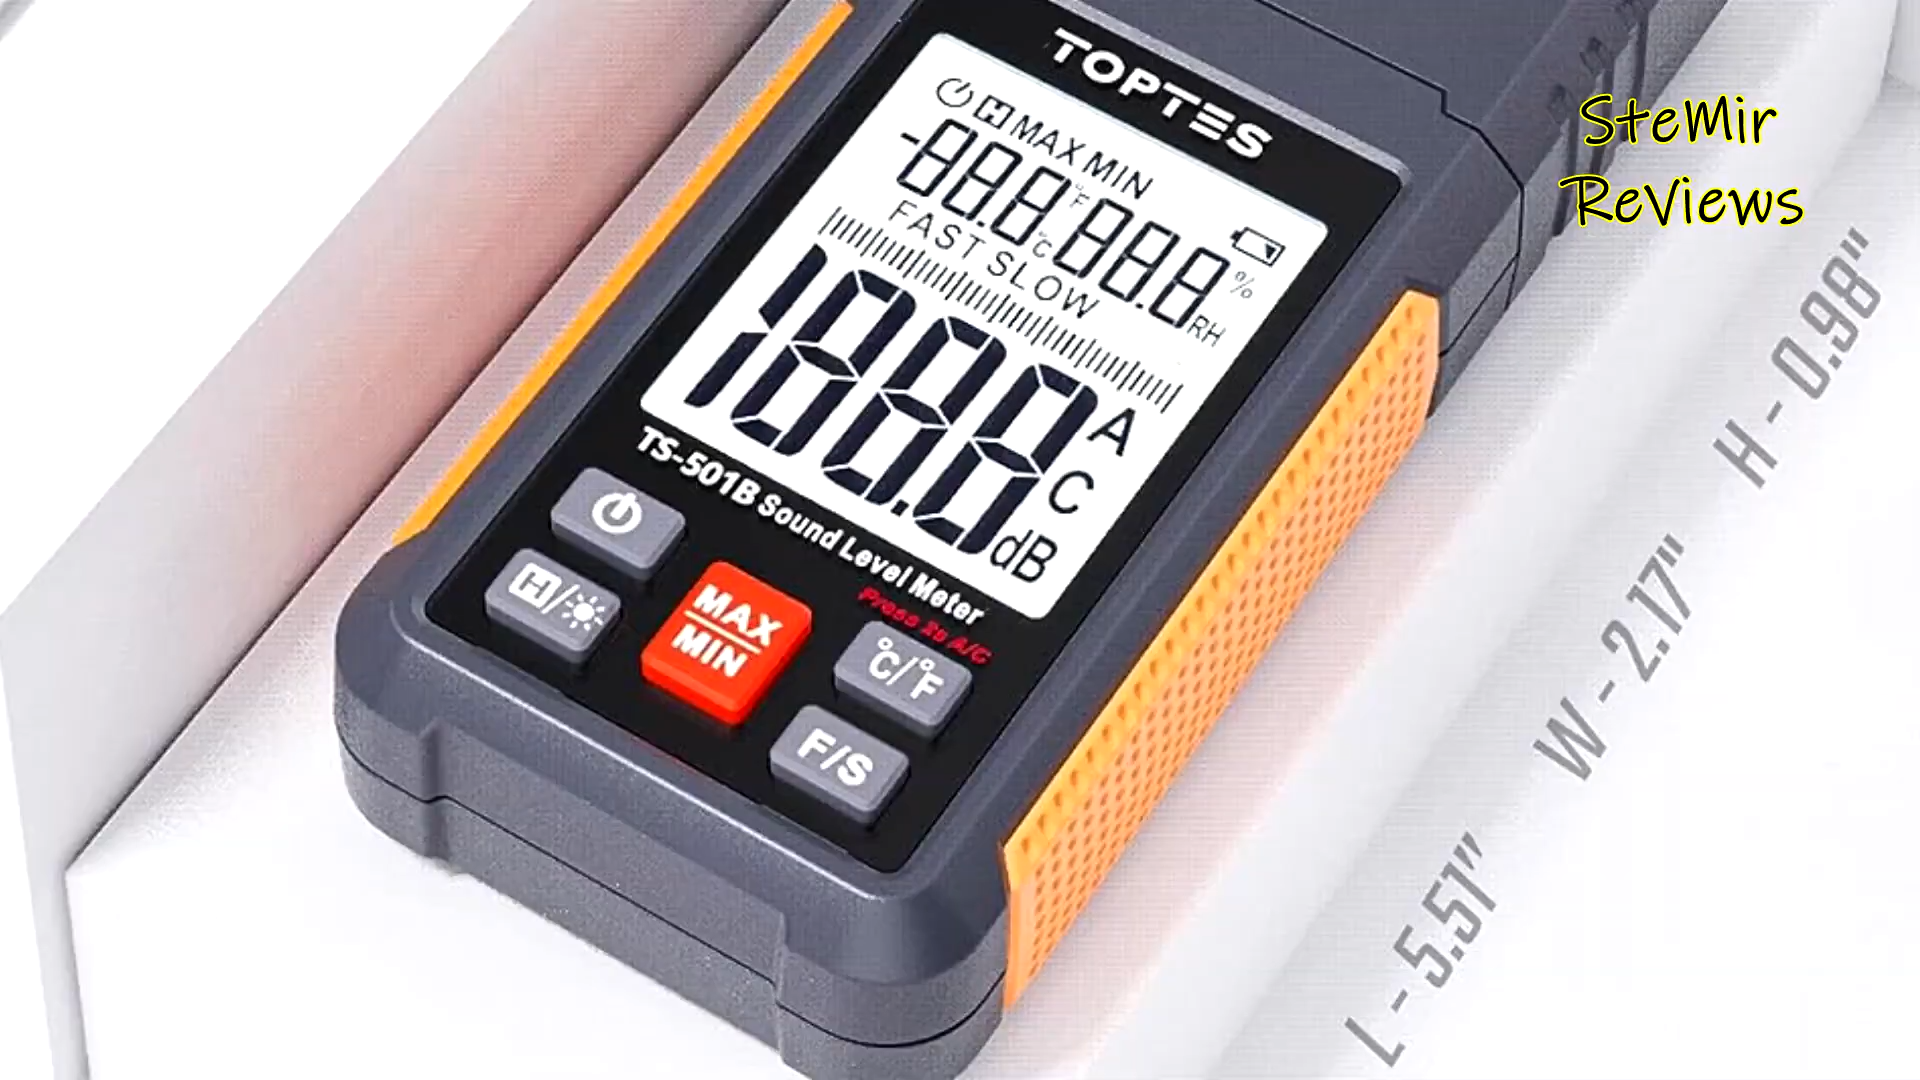 TOPTES
SteMir
ReViews
H MAX MIN
-88.8 °F °C 88.8 % RH
FAST SLOW
188.8 A C dB
TS-501B Sound Level Meter
Press 2s A/C
H/
MAX
MIN
°C/°F
F/S
L - 5.51" W - 2.17" H - 0.98"